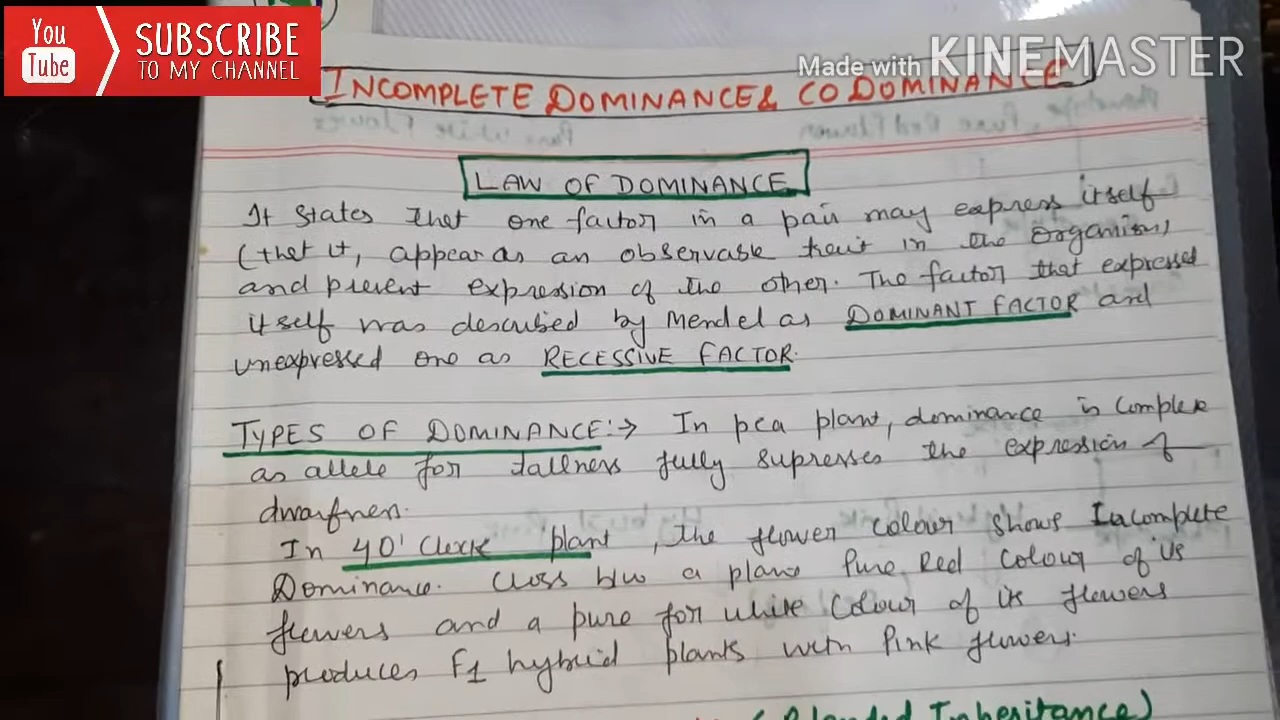 You Tube
SUBSCRIBE
TO MY CHANNEL
Made with KINEMASTER
INCOMPLETE DOMINANCE & CO DOMINANCE
LAW OF DOMINANCE
It states that one factor in a pair may express itself
(thet it, appear as an observable trait in the organism)
and prevent expression of the other. The factor that expressed
itself was described by Mendel as DOMINANT FACTOR and
unexpressed one as RECESSIVE FACTOR.
TYPES OF DOMINANCE:→ In pea plant, dominance is complete
as allele for tallness fully supresses the expression of
dwarfness.
In 40'Clock plant, the flower colour shows Incomplete
Dominance. Cross b/w a plant Pure Red Colour of its
flowers and a pure for white Colour of its flowers
produces F1 hybrid plants with Pink flowers.
(Blended Inheritance)